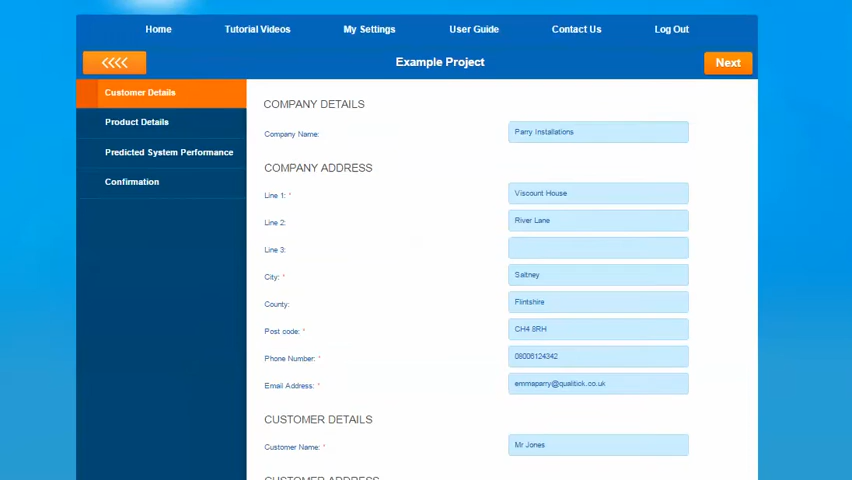 Home Tutorial Videos My Settings User Guide Contact Us Log Out
<<<< Example Project Next
Customer Details
Product Details
Predicted System Performance
Confirmation
COMPANY DETAILS
Company Name: Parry Installations
COMPANY ADDRESS
Line 1: * Viscount House
Line 2: River Lane
Line 3:
City: * Saltney
County: Flintshire
Post code: * CH4 8RH
Phone Number: * 08006124342
Email Address: * emmaparry@qualitick.co.uk
CUSTOMER DETAILS
Customer Name: * Mr Jones
CUSTOMER ADDRESS